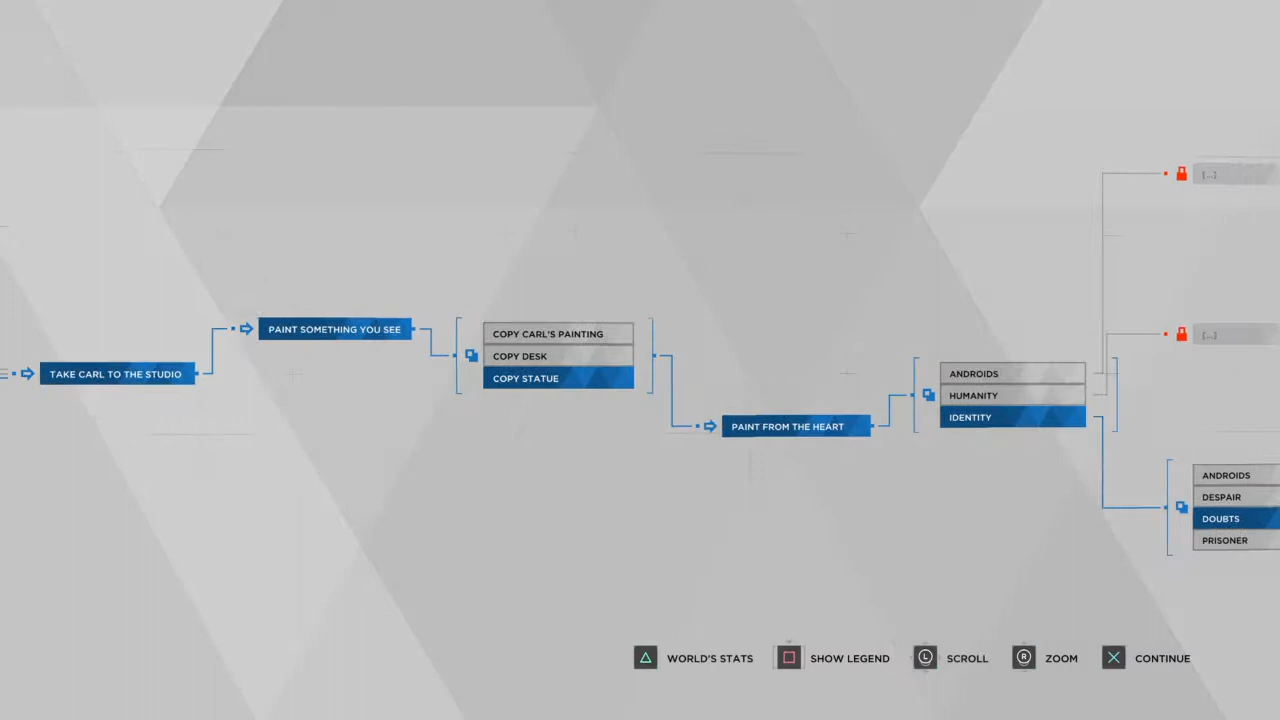 [...]
PAINT SOMETHING YOU SEE
COPY CARL'S PAINTING
[...]
COPY DESK
TAKE CARL TO THE STUDIO
COPY STATUE
ANDROIDS
HUMANITY
IDENTITY
PAINT FROM THE HEART
ANDROIDS
DESPAIR
DOUBTS
PRISONER
WORLD'S STATS
SHOW LEGEND
L
SCROLL
R
ZOOM
CONTINUE